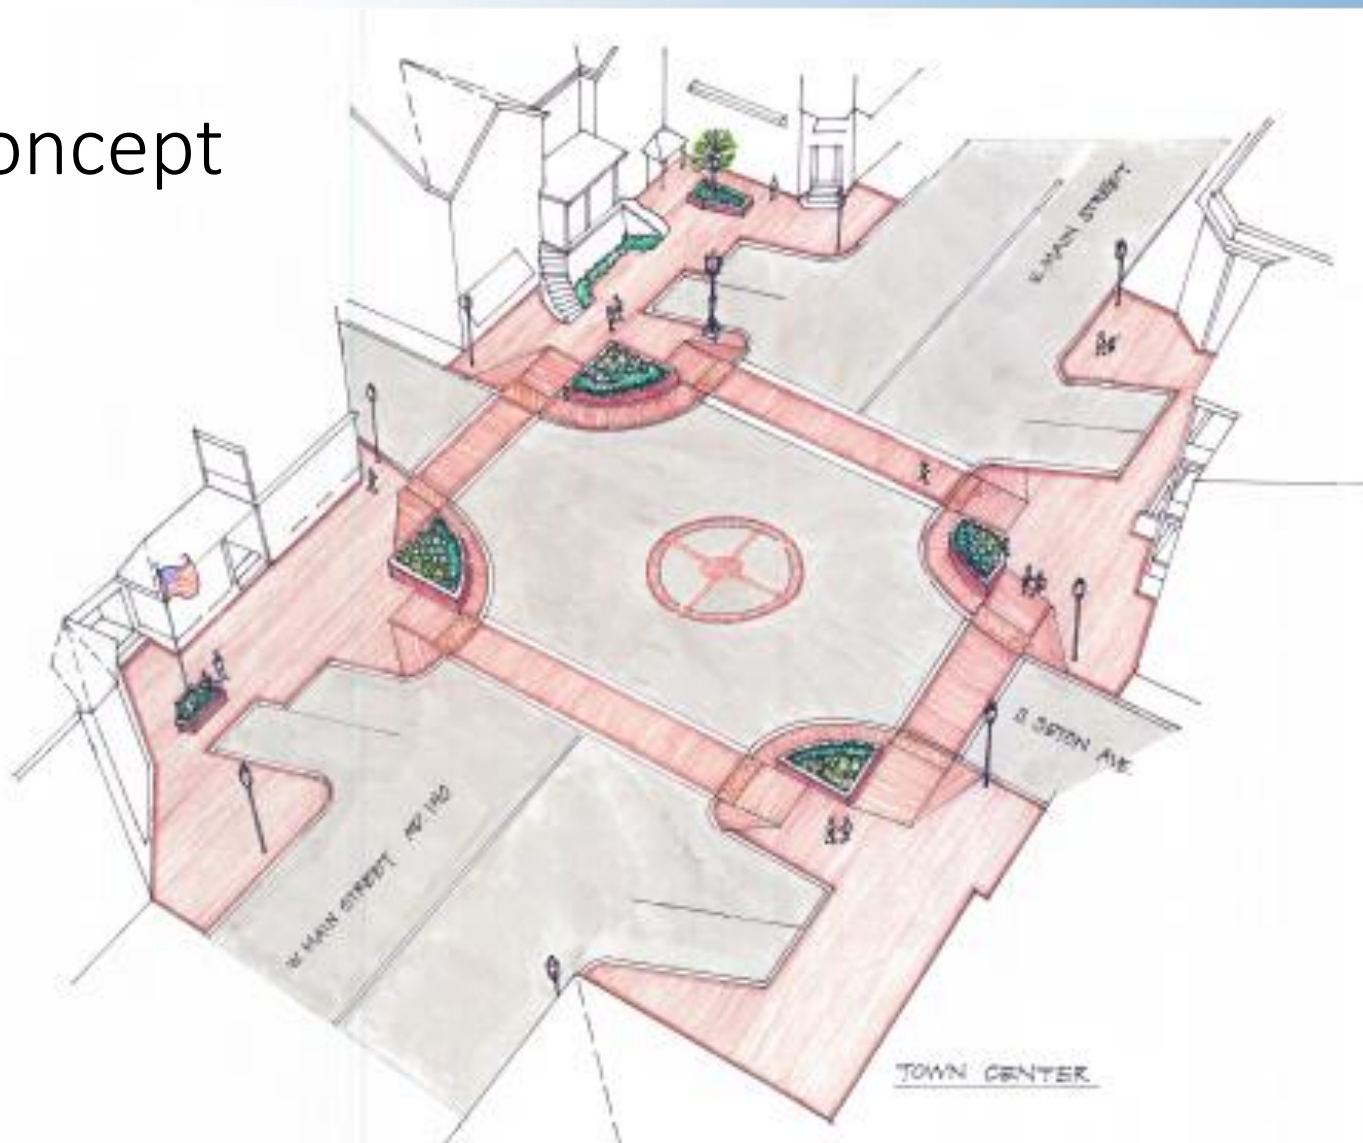 oncept
E. MAIN STREET
S SETON AVE.
W MAIN STREET MD 140
TOWN CENTER